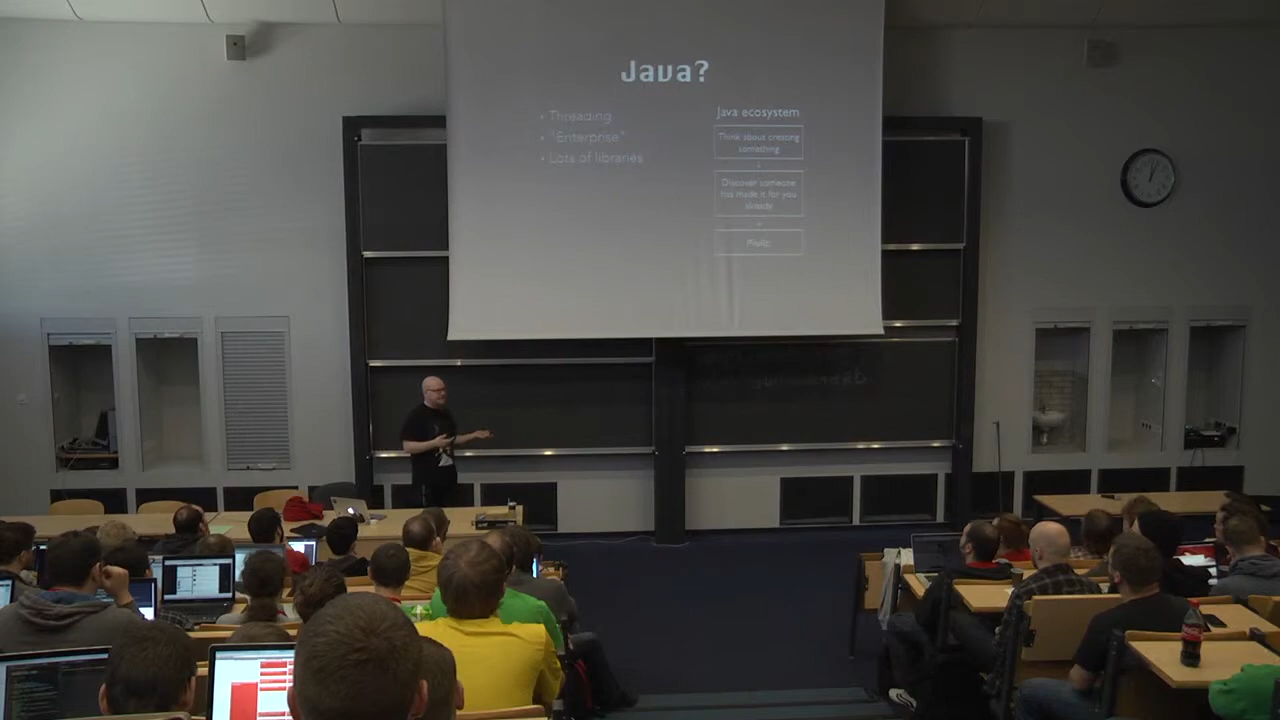 Java?
• Threading
• "Enterprise"
• Lots of libraries
Java ecosystem
Think about creating
something
Discover someone
has made it for you
already